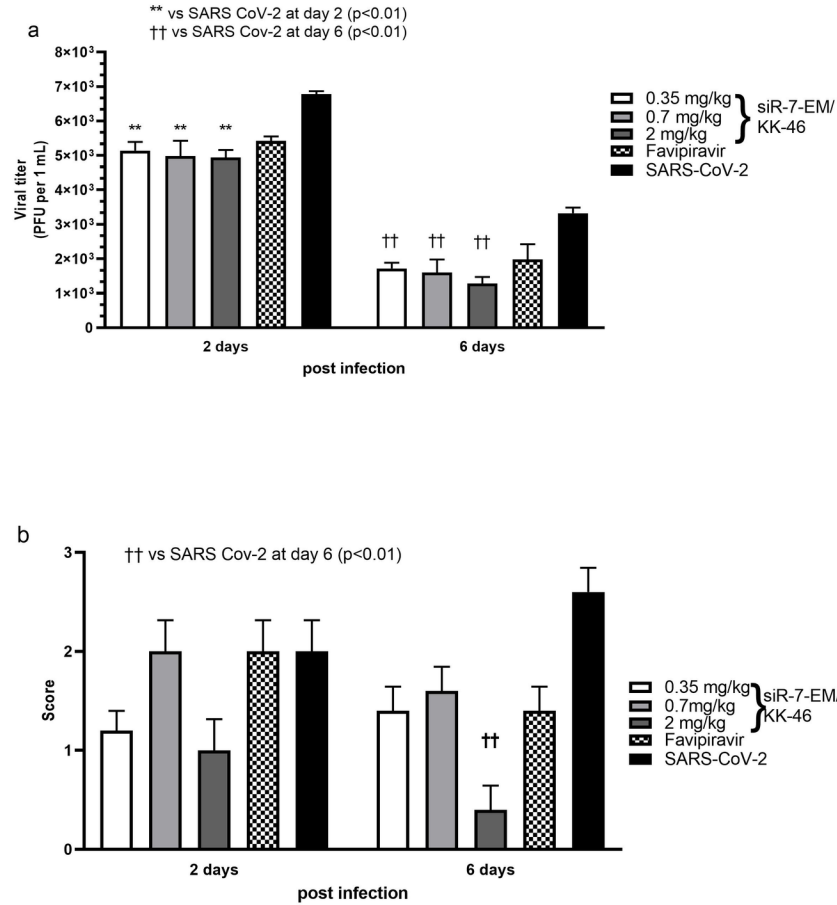 a
** vs SARS CoV-2 at day 2 (p<0.01)
†† vs SARS Cov-2 at day 6 (p<0.01)
Viral titer
(PFU per 1 mL)
8×10³
7×10³
6×10³
5×10³
4×10³
3×10³
2×10³
1×10³
0
** ** **
†† †† ††
2 days 6 days
post infection
0.35 mg/kg
0.7 mg/kg
2 mg/kg
Favipiravir
SARS-CoV-2
siR-7-EM/
KK-46
b
†† vs SARS Cov-2 at day 6 (p<0.01)
Score
3
2
1
0
††
2 days 6 days
post infection
0.35 mg/kg
0.7mg/kg
2 mg/kg
Favipiravir
SARS-CoV-2
siR-7-EM/
KK-46